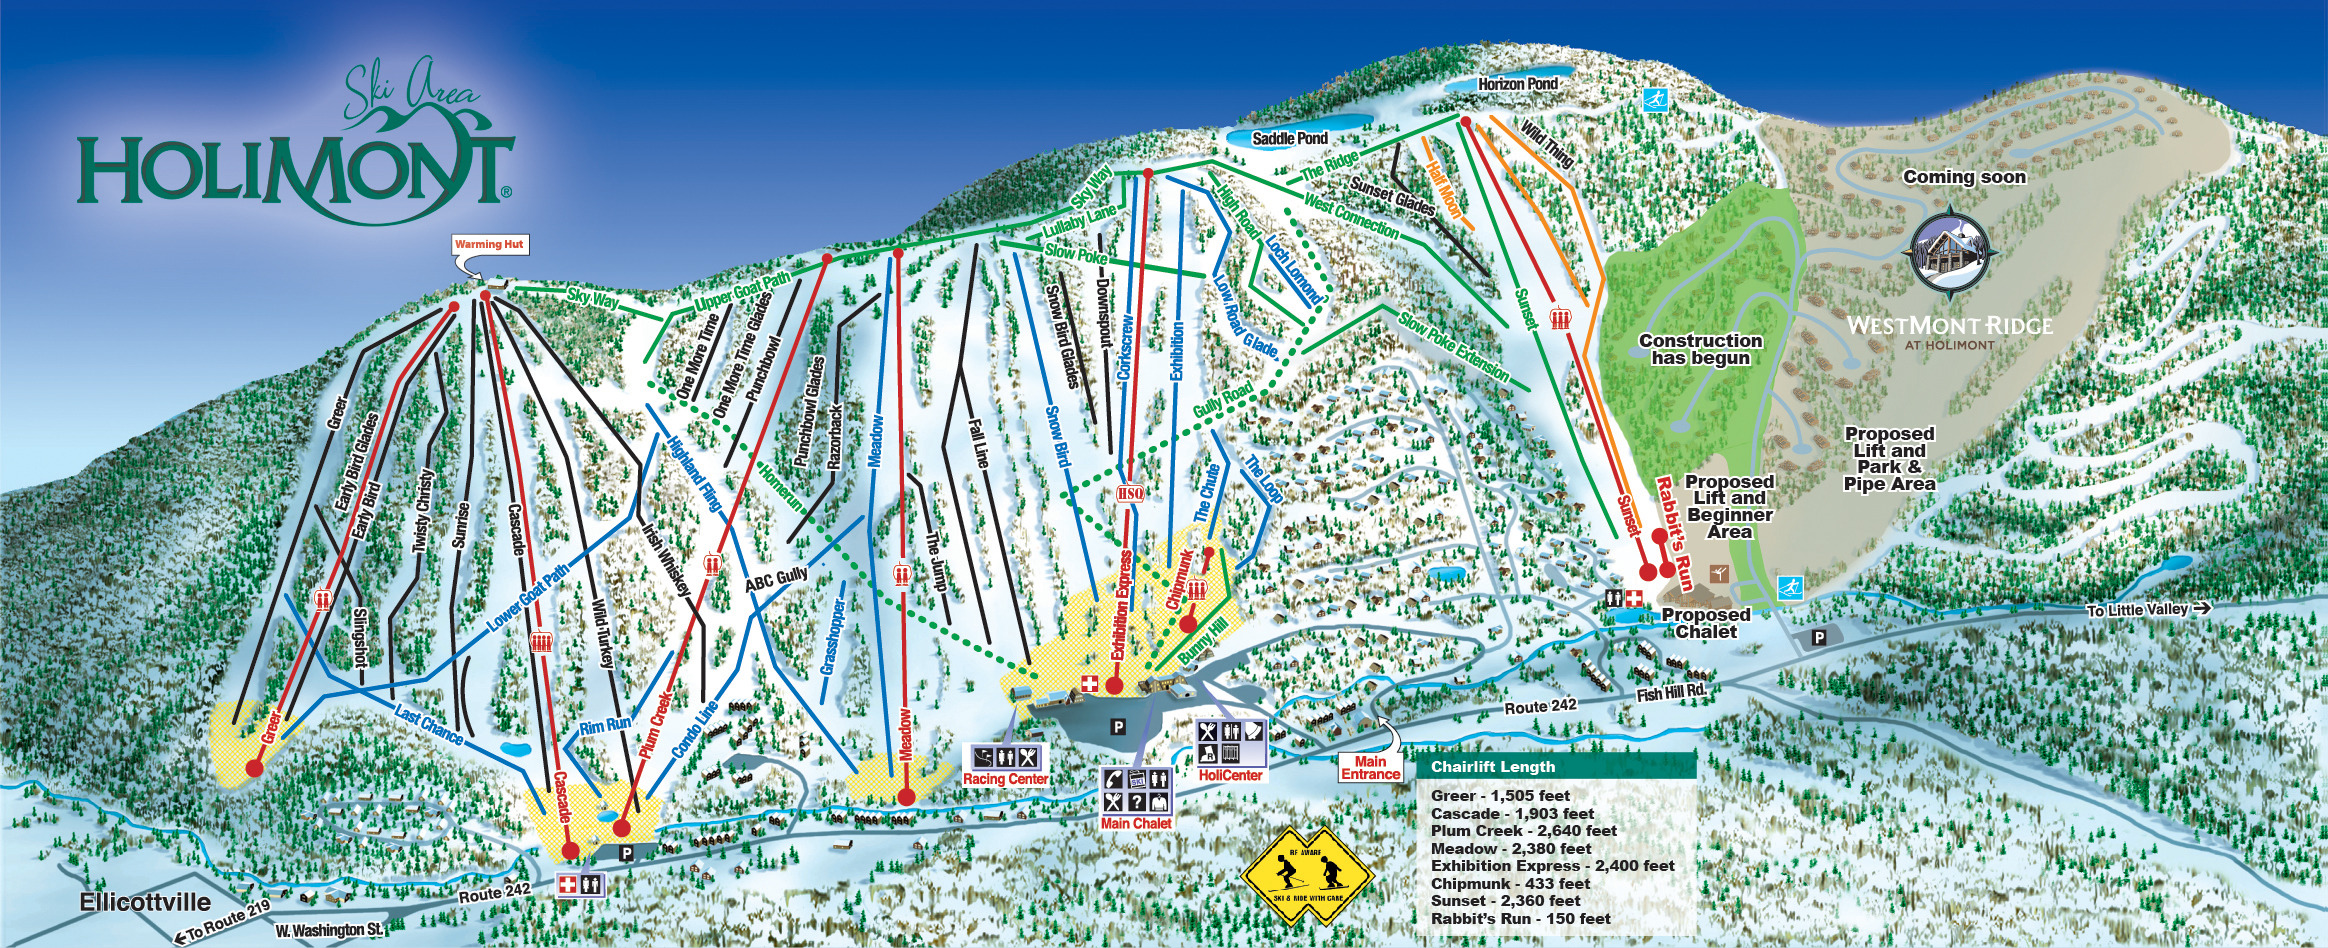 Ski Area
HOLIMONT®
Warming Hut
Horizon Pond
Saddle Pond
Wild Thing
The Ridge
Half Moon
Sunset Glades
West Connection
Sky Way
Lullaby Lane
Slow Poke
High Road
Loch Lomond
Low Road Glade
Sky Way
Upper Goat Path
One More Time
One More Time Glades
Punchbowl
Punchbowl Glades
Razorback
Meadow
Fall Line
Snow Bird Glades
Snow Bird
Downspout
Corkscrew
Exhibition
Gully Road
Slow Poke Extension
Sunset
Greer
Early Bird Glades
Early Bird
Twisty Christy
Sunrise
Cascade
Irish Whiskey
Highland Fling
Homerun
ABC Gully
The Jump
HSQ
The Chute
The Loop
Chipmunk
Exhibition Express
Bunny Hill
Slingshot
Lower Goat Path
Wild Turkey
Grasshopper
Last Chance
Rim Run
Plum Creek
Condo Line
Greer
Cascade
Meadow
Sunset
Rabbit's Run
Coming soon
WESTMONT RIDGE
AT HOLIMONT
Construction
has begun
Proposed
Lift and
Park &
Pipe Area
Proposed
Lift and
Beginner
Area
Proposed
Chalet
P
To Little Valley
Fish Hill Rd.
Route 242
P
P
Racing Center
SKI
?
Main Chalet
HoliCenter
Main
Entrance
BE AWARE
SKI & RIDE WITH CARE
Ellicottville
To Route 219
W. Washington St.
Route 242
Chairlift Length
Greer - 1,505 feet
Cascade - 1,903 feet
Plum Creek - 2,640 feet
Meadow - 2,380 feet
Exhibition Express - 2,400 feet
Chipmunk - 433 feet
Sunset - 2,360 feet
Rabbit's Run - 150 feet